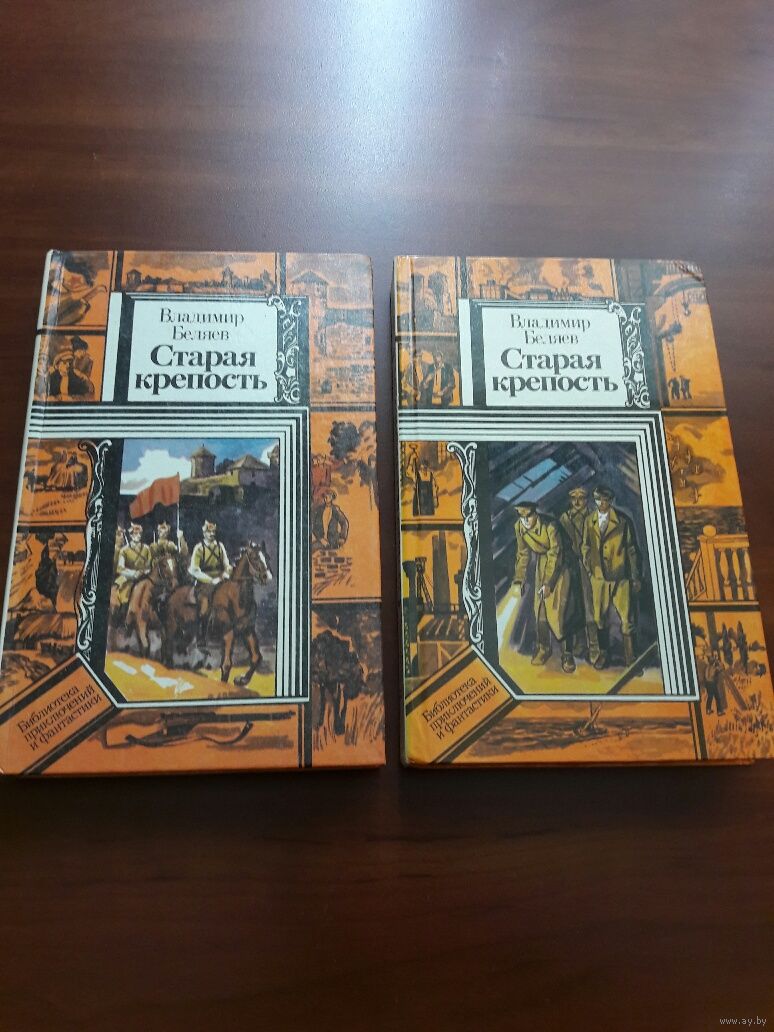 Владимир
Беляев
Старая
крепость
Библиотека
приключений
и фантастики
Владимир
Беляев
Старая
крепость
Библиотека
приключений
и фантастики
www.ay.by